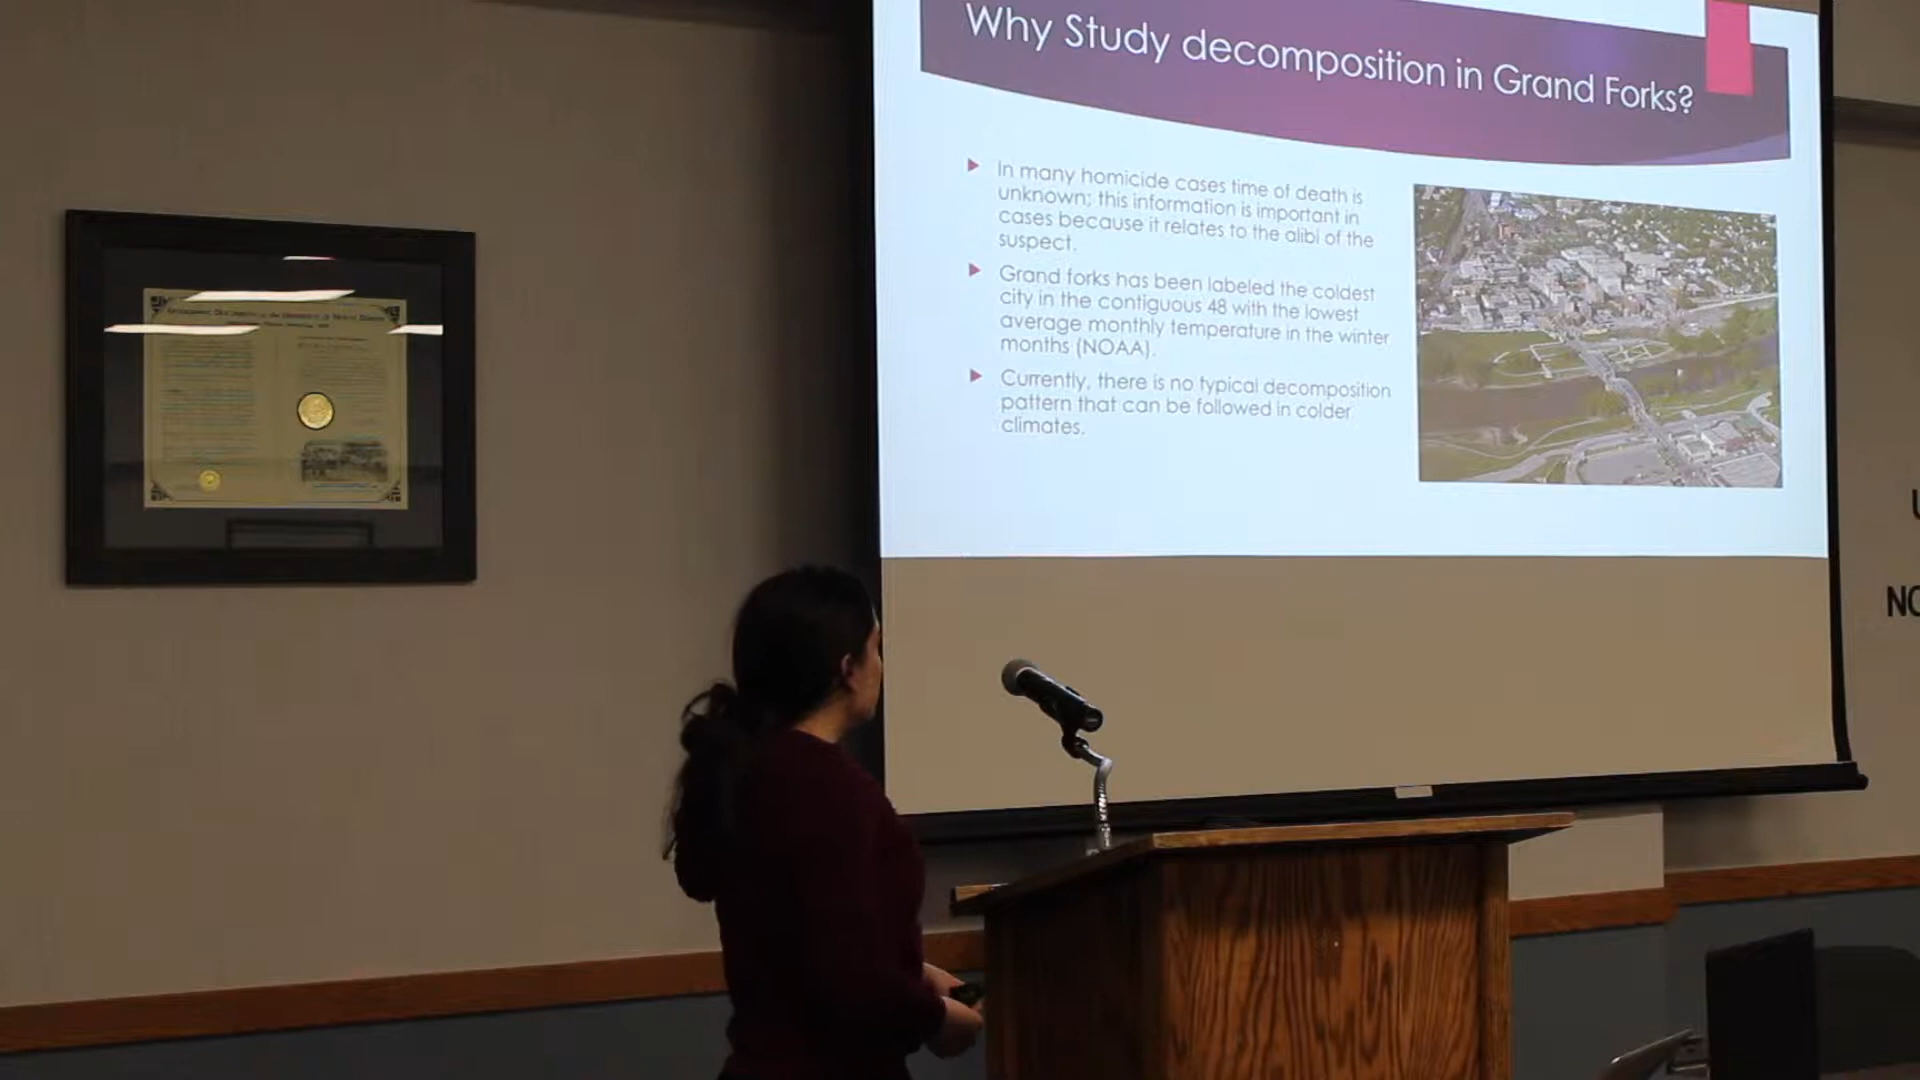 Why Study decomposition in Grand Forks?
In many homicide cases time of death is
unknown; this information is important in
cases because it relates to the alibi of the
suspect.
Grand forks has been labeled the coldest
city in the contiguous 48 with the lowest
average monthly temperature in the winter
months (NOAA).
Currently, there is no typical decomposition
pattern that can be followed in colder
climates.
U
NO